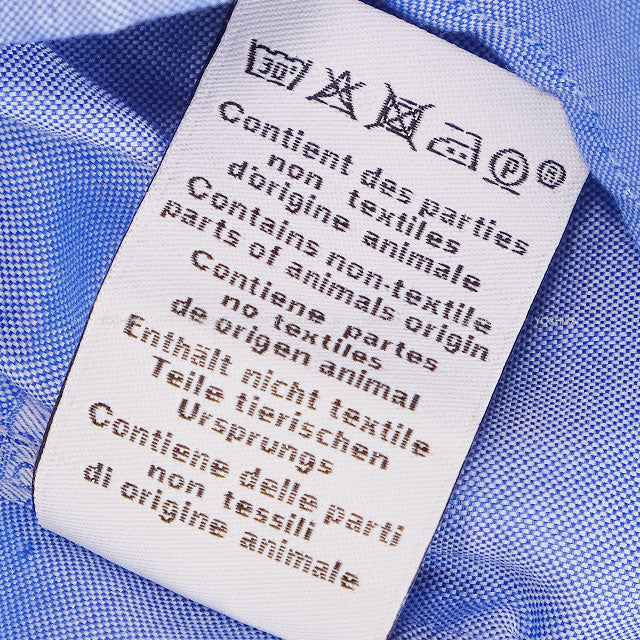 30°
P ®
Contient des parties
non textiles
d'origine animale
Contains non-textile
parts of animals origin
Contiene partes
no textiles
de origen animal
Enthält nicht textile
Teile tierischen
Ursprungs
Contiene delle parti
non tessili
di origine animale